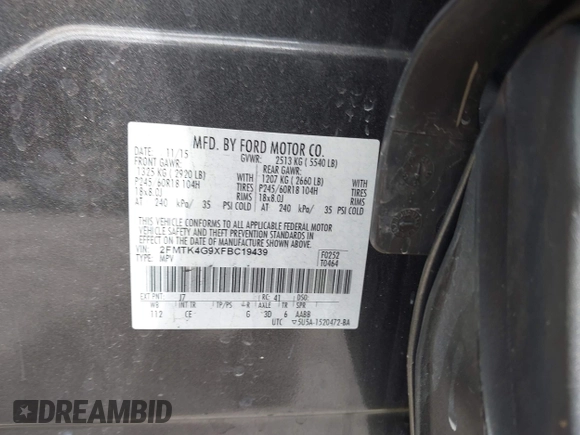 MFD. BY FORD MOTOR CO.
DATE: 11/15 GVWR: 2513 KG ( 5540 LB)
FRONT GAWR: REAR GAWR:
1325 KG ( 2920 LB) WITH 1207 KG ( 2660 LB) WITH
P245/60R18 104H TIRES P245/60R18 104H TIRES
18x8.0J RIMS 18x8.0J RIMS
AT 240 kPa/ 35 PSI COLD AT 240 kPa/ 35 PSI COLD
THIS VEHICLE CONFORMS TO ALL APPLICABLE FEDERAL MOTOR
VEHICLE SAFETY AND THEFT PREVENTION STANDARDS IN EFFECT ON
THE DATE OF MANUFACTURE SHOWN ABOVE.
VIN: 2FMTK4G9XFBC19439 F0252
TYPE: MPV T0464
EXT PNT: J7 RC: 41 DSO:
WB INT TR TP/PS R AXLE TR SPR
112 CE G 3D 6 AABB
UTC 5U5A-1520472-BA
DREAMBID